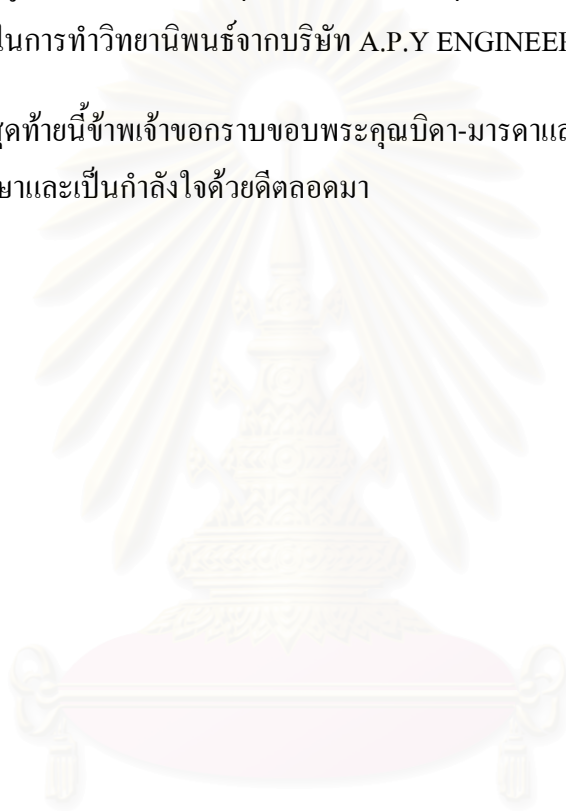 ในการทำวิทยานิพนธ์จากบริษัท A.P.Y ENGINEER
สุดท้ายนี้ข้าพเจ้าขอกราบขอบพระคุณบิดา-มารดาและ
ษาและเป็นกำลังใจด้วยดีตลอดมา